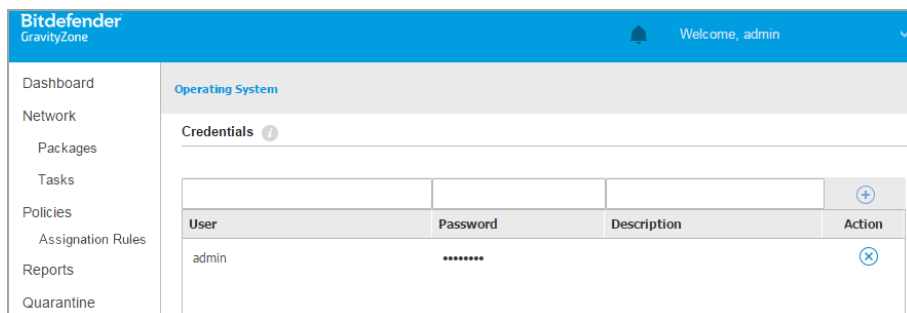 Bitdefender
GravityZone
Welcome, admin
Dashboard
Network
Packages
Tasks
Policies
Assignation Rules
Reports
Quarantine
Operating System
Credentials i
User Password Description Action
admin ••••••••